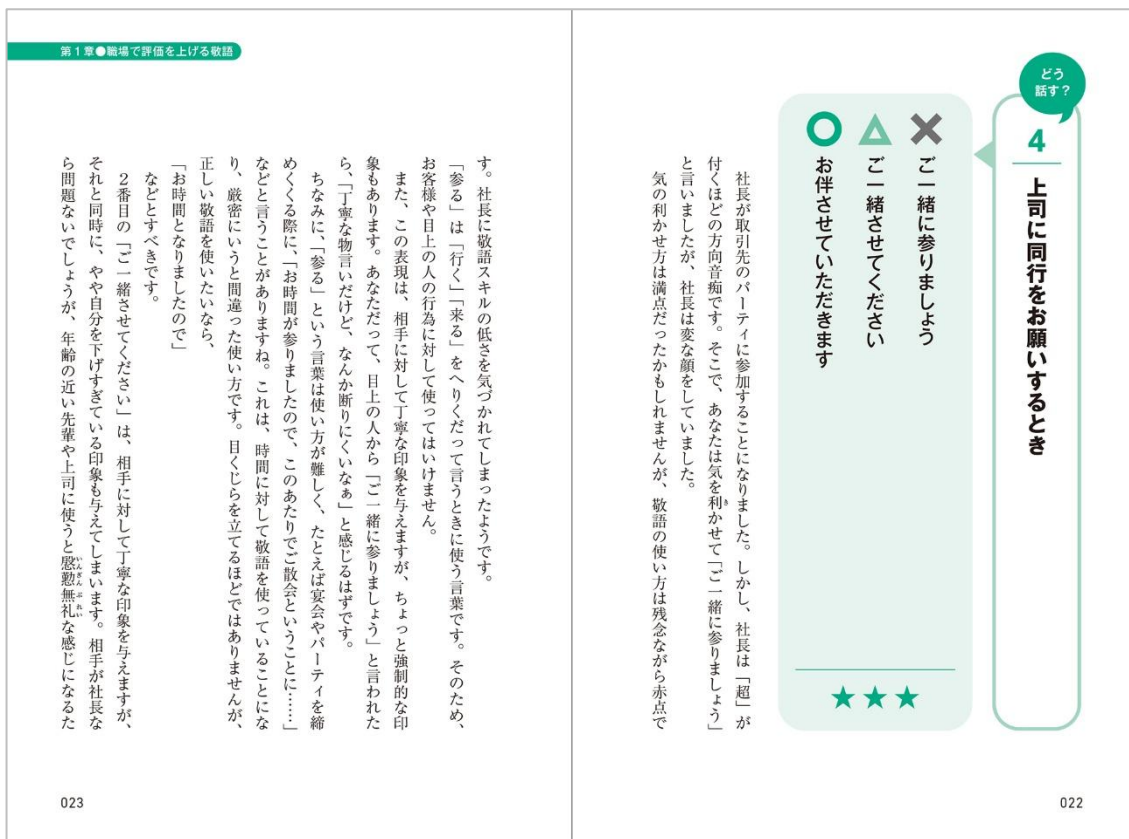 どう
話す？
4
上司に同行をお願いするとき
ご一緒に参りましょう
ご一緒させてください
お伴させていただきます
★★★
社長が取引先のパーティに参加することになりました。しかし、社長は「超」が
付くほどの方向音痴です。そこで、あなたは気を利かせて「ご一緒に参りましょう」
と言いましたが、社長は変な顔をしていました。
気の利かせ方は満点だったかもしれませんが、敬語の使い方は残念ながら赤点で
022
第1章●職場で評価を上げる敬語
す。社長に敬語スキルの低さを気づかれてしまったようです。
「参る」は「行く」「来る」をへりくだって言うときに使う言葉です。そのため、
お客様や目上の人の行為に対して使ってはいけません。
また、この表現は、相手に対して丁寧な印象を与えますが、ちょっと強制的な印
象もあります。あなただって、目上の人から「ご一緒に参りましょう」と言われた
ら、「丁寧な物言いだけど、なんか断りにくいなぁ」と感じるはずです。
ちなみに、「参る」という言葉は使い方が難しく、たとえば宴会やパーティを締
めくくる際に、「お時間が参りましたので、このあたりでご散会ということに……」
などと言うことがありますね。これは、時間に対して敬語を使っていることにな
り、厳密にいうと間違った使い方です。目くじらを立てるほどではありませんが、
正しい敬語を使いたいなら、
「お時間となりましたので」
などとすべきです。
２番目の「ご一緒させてください」は、相手に対して丁寧な印象を与えますが、
それと同時に、やや自分を下げすぎている印象も与えてしまいます。相手が社長な
ら問題ないでしょうが、年齢の近い先輩や上司に使うと慇懃無礼な感じになるた
023